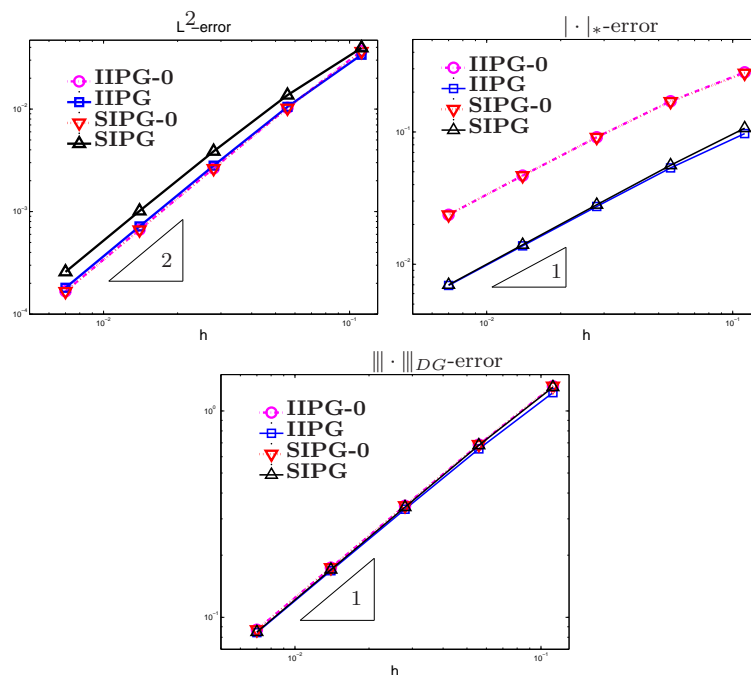 L²-error
IIPG-0
IIPG
SIPG-0
SIPG
10⁻²
10⁻³
10⁻⁴
2
10⁻² 10⁻¹
h
| · |∗-error
IIPG-0
IIPG
SIPG-0
SIPG
10⁻¹
10⁻²
1
10⁻² 10⁻¹
h
||| · |||DG-error
IIPG-0
IIPG
SIPG-0
SIPG
10⁰
10⁻¹
1
10⁻² 10⁻¹
h